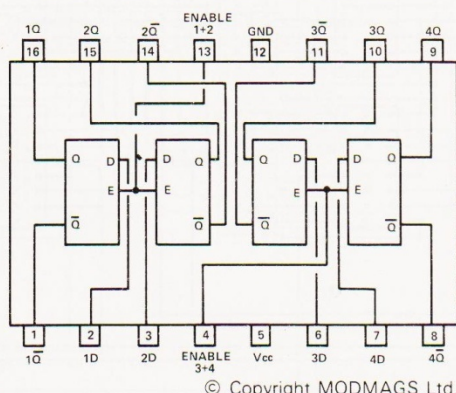 ENABLE
1Q 2Q 2Q̅ 1+2 GND 3Q̅ 3Q 4Q
16 15 14 13 12 11 10 9
Q D D Q Q D D Q
E E E E
Q̅ Q̅ Q̅ Q̅
1 2 3 4 5 6 7 8
1Q̅ 1D 2D ENABLE Vcc 3D 4D 4Q̅
3+4
© Copyright MODMAGS Ltd